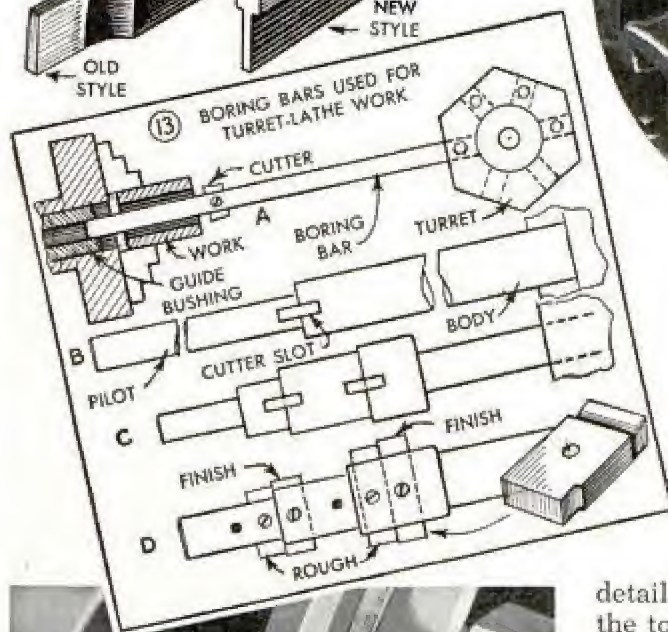 OLD
STYLE
NEW
STYLE
13 BORING BARS USED FOR
TURRET-LATHE WORK
CUTTER
A
WORK
GUIDE
BUSHING
BORING
BAR
TURRET
B
PILOT
CUTTER SLOT
BODY
C
FINISH
FINISH
D
ROUGH
detail
the to